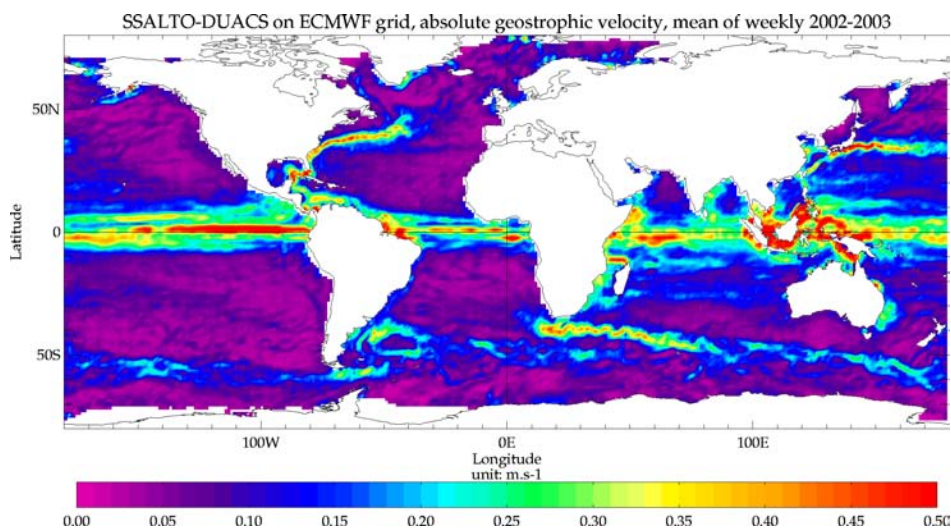 SSALTO-DUACS on ECMWF grid, absolute geostrophic velocity, mean of weekly 2002-2003
50N
0
50S
Latitude
100W 0E 100E
Longitude
unit: m.s-1
0.00 0.05 0.10 0.15 0.20 0.25 0.30 0.35 0.40 0.45 0.5